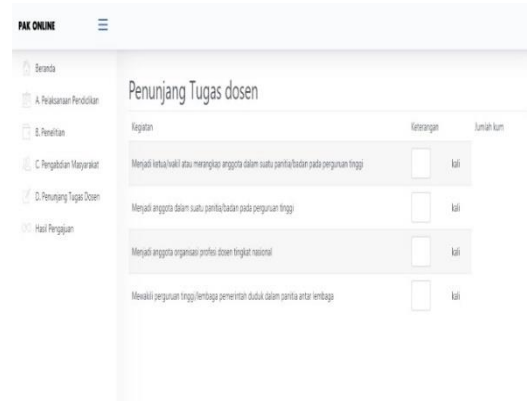 PAK ONLINE
Beranda
A. Pelaksanaan Pendidikan
B. Penelitian
C. Pengabdian Masyarakat
D. Penunjang Tugas Dosen
Hasil Pengajuan
Penunjang Tugas dosen
Kegiatan Keterangan Jumlah kum
Menjadi ketua/wakil atau merangkap anggota dalam suatu panitia/badan pada perguruan tinggi kali
Menjadi anggota dalam suatu panitia/badan pada perguruan tinggi kali
Menjadi anggota organisasi profesi dosen tingkat nasional kali
Mewakili perguruan tinggi/lembaga pemerintah duduk dalam panitia antar lembaga kali